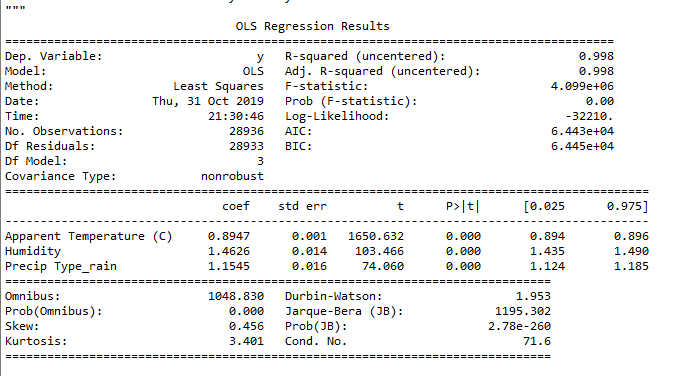 """
OLS Regression Results
==============================================================================
Dep. Variable: y R-squared (uncentered): 0.998
Model: OLS Adj. R-squared (uncentered): 0.998
Method: Least Squares F-statistic: 4.099e+06
Date: Thu, 31 Oct 2019 Prob (F-statistic): 0.00
Time: 21:30:46 Log-Likelihood: -32210.
No. Observations: 28936 AIC: 6.443e+04
Df Residuals: 28933 BIC: 6.445e+04
Df Model: 3
Covariance Type: nonrobust
==============================================================================
coef std err t P>|t| [0.025 0.975]
------------------------------------------------------------------------------
Apparent Temperature (C) 0.8947 0.001 1650.632 0.000 0.894 0.896
Humidity 1.4626 0.014 103.466 0.000 1.435 1.490
Precip Type_rain 1.1545 0.016 74.060 0.000 1.124 1.185
==============================================================================
Omnibus: 1048.830 Durbin-Watson: 1.953
Prob(Omnibus): 0.000 Jarque-Bera (JB): 1195.302
Skew: 0.456 Prob(JB): 2.78e-260
Kurtosis: 3.401 Cond. No. 71.6
==============================================================================